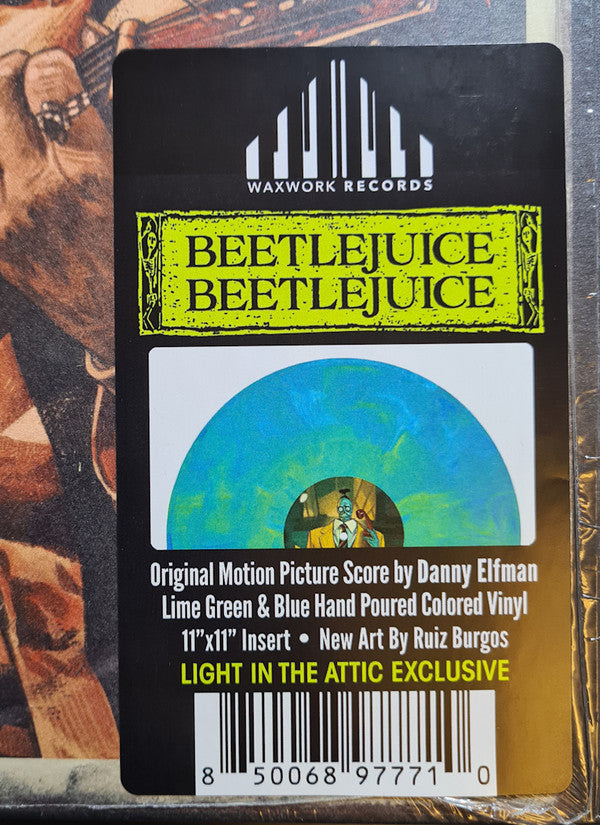 WAXWORK RECORDS
BEETLEJUICE
BEETLEJUICE
Original Motion Picture Score by Danny Elfman
Lime Green & Blue Hand Poured Colored Vinyl
11”x11” Insert • New Art By Ruiz Burgos
LIGHT IN THE ATTIC EXCLUSIVE
8 50068 97771 0